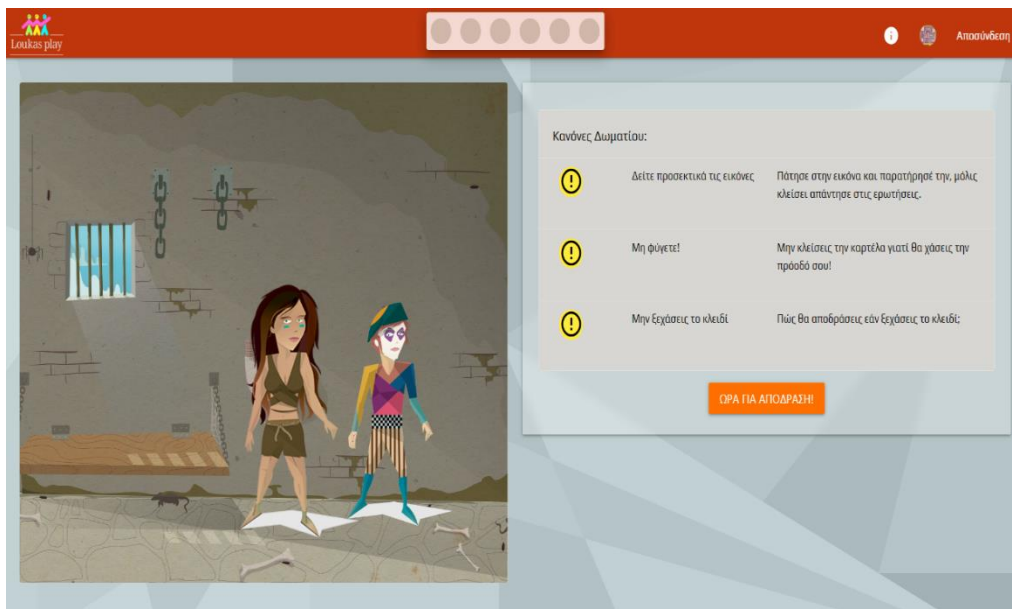 Loukas play
Αποσύνδεση
Κανόνες Δωματίου:
Δείτε προσεκτικά τις εικόνες
Πάτησε στην εικόνα και παρατήρησέ την, μόλις
κλείσει απάντησε στις ερωτήσεις.
Μη φύγετε!
Μην κλείσεις την καρτέλα γιατί θα χάσεις την
πρόοδό σου!
Μην ξεχάσεις το κλειδί
Πώς θα αποδράσεις εάν ξεχάσεις το κλειδί;
ΩΡΑ ΓΙΑ ΑΠΟΔΡΑΣΗ!